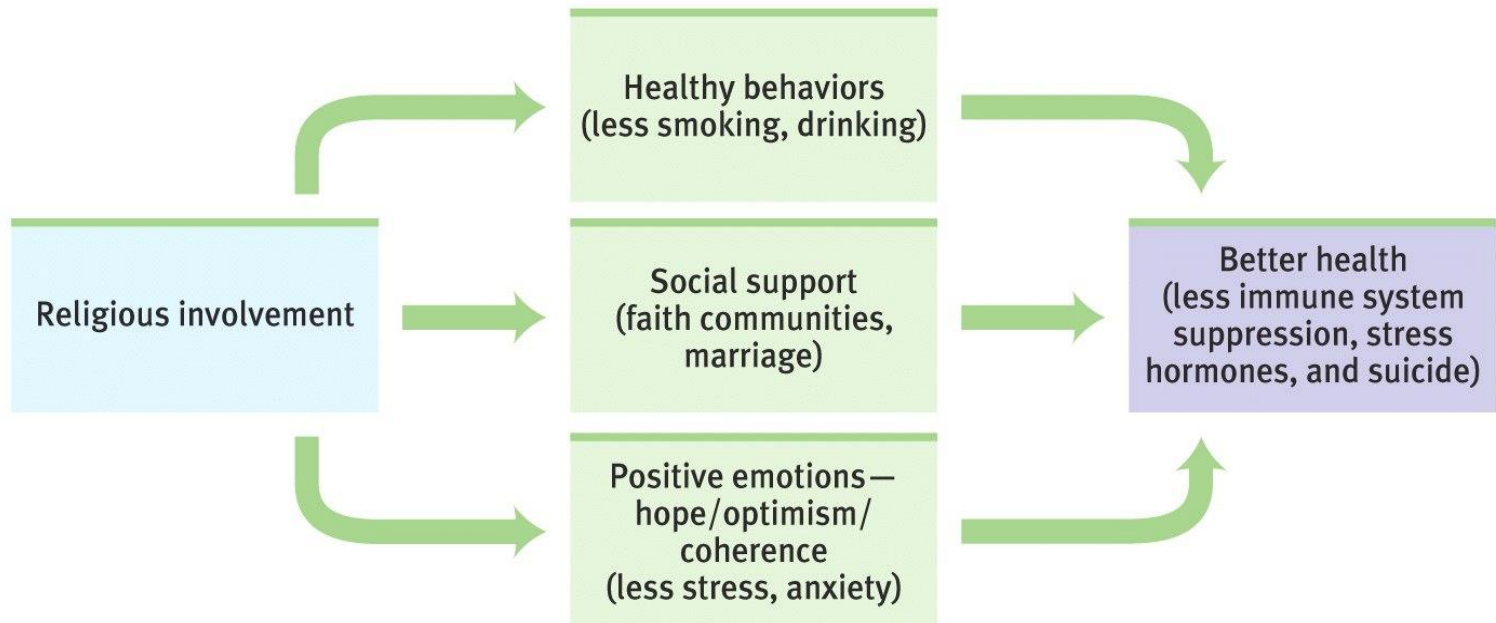 Healthy behaviors
(less smoking, drinking)
Religious involvement
Social support
(faith communities,
marriage)
Better health
(less immune system
suppression, stress
hormones, and suicide)
Positive emotions—
hope/optimism/
coherence
(less stress, anxiety)